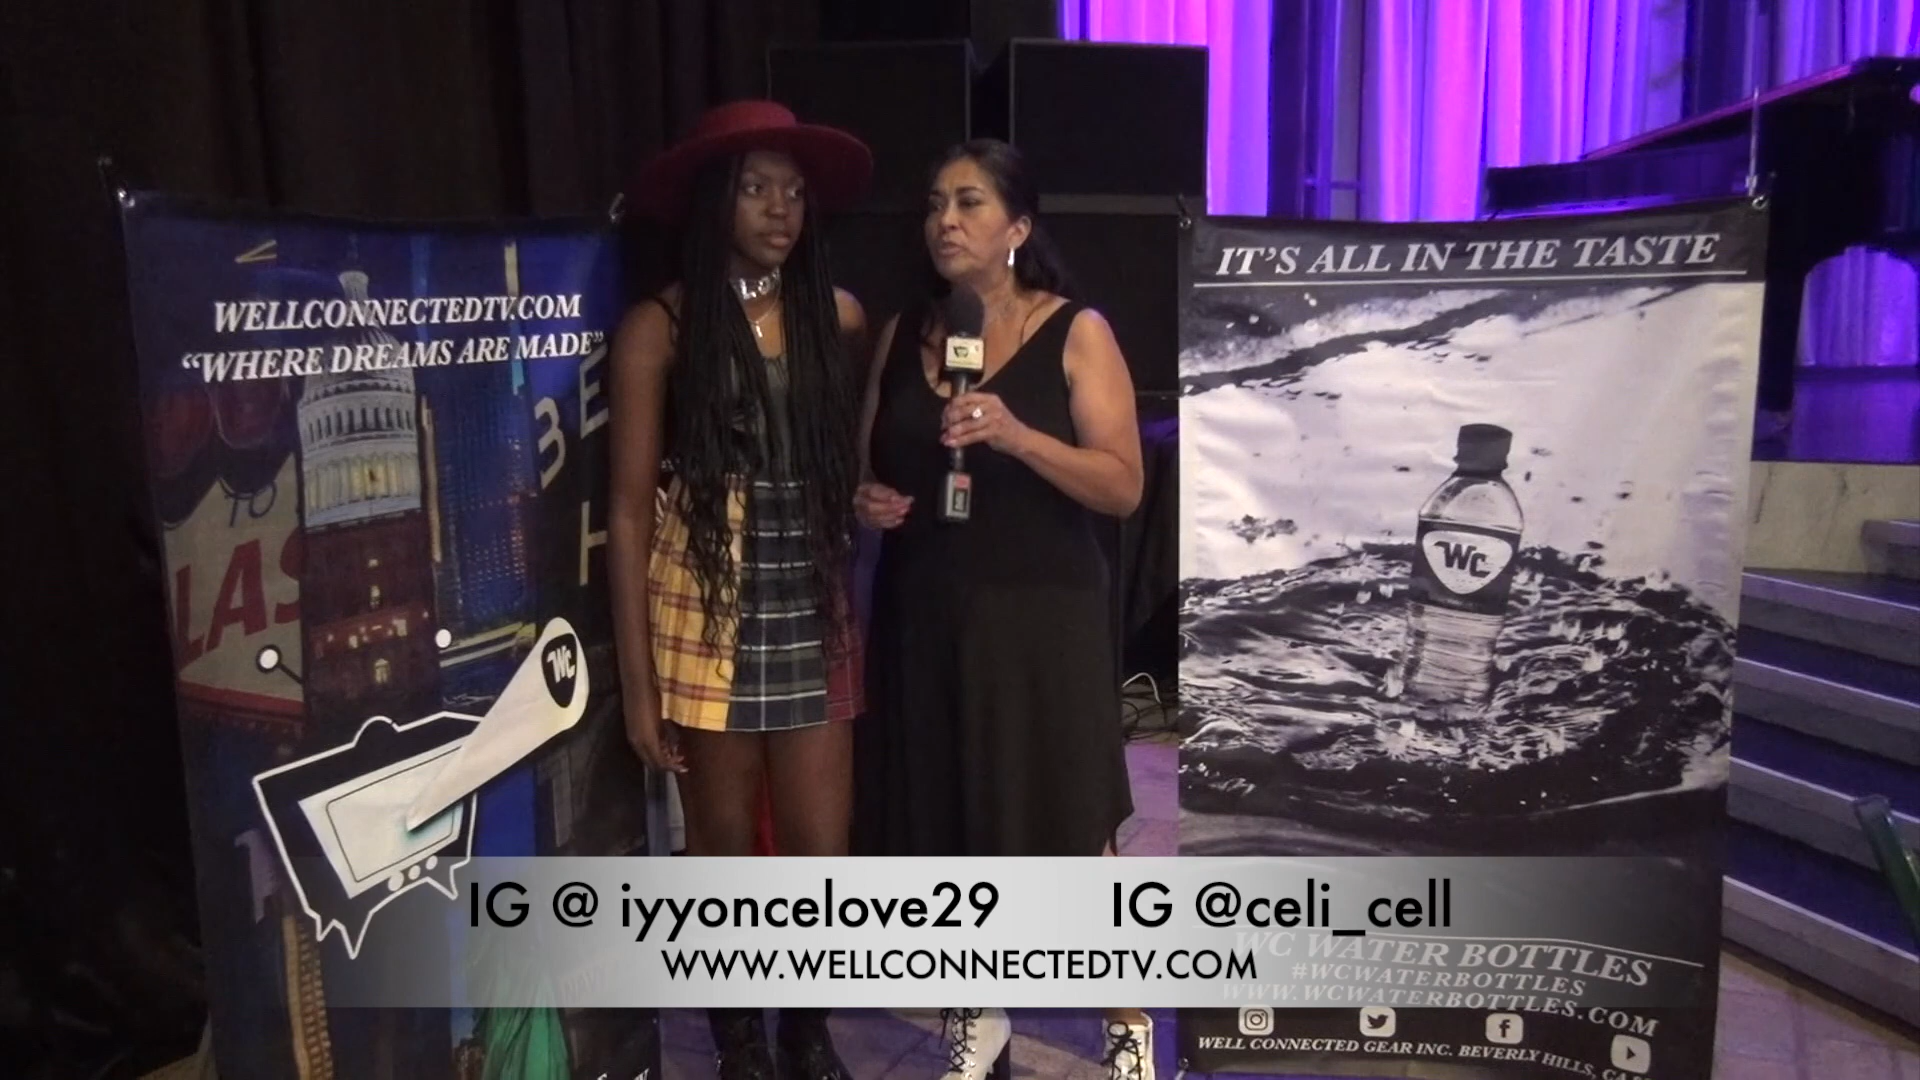 WELLCONNECTEDTV.COM
“WHERE DREAMS ARE MADE”
LAS
WC
IT’S ALL IN THE TASTE
WC
IG @ iyyoncelove29 IG @celi_cell
WWW.WELLCONNECTEDTV.COM
WC WATER BOTTLES
#WCWATERBOTTLES
WWW.WCWATERBOTTLES.COM
WELL CONNECTED GEAR INC. BEVERLY HILLS, CA